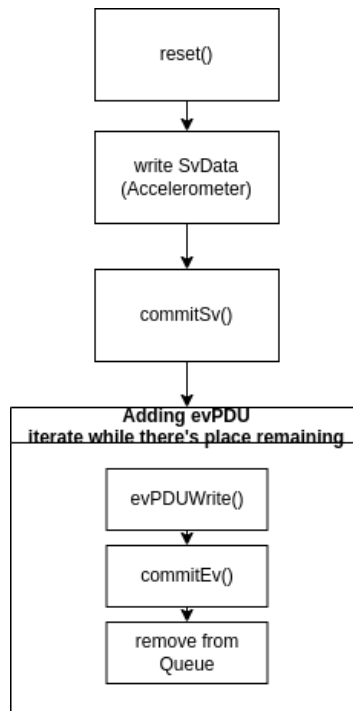 reset()
write SvData
(Accelerometer)
commitSv()
Adding evPDU
iterate while there's place remaining
evPDUWrite()
commitEv()
remove from
Queue